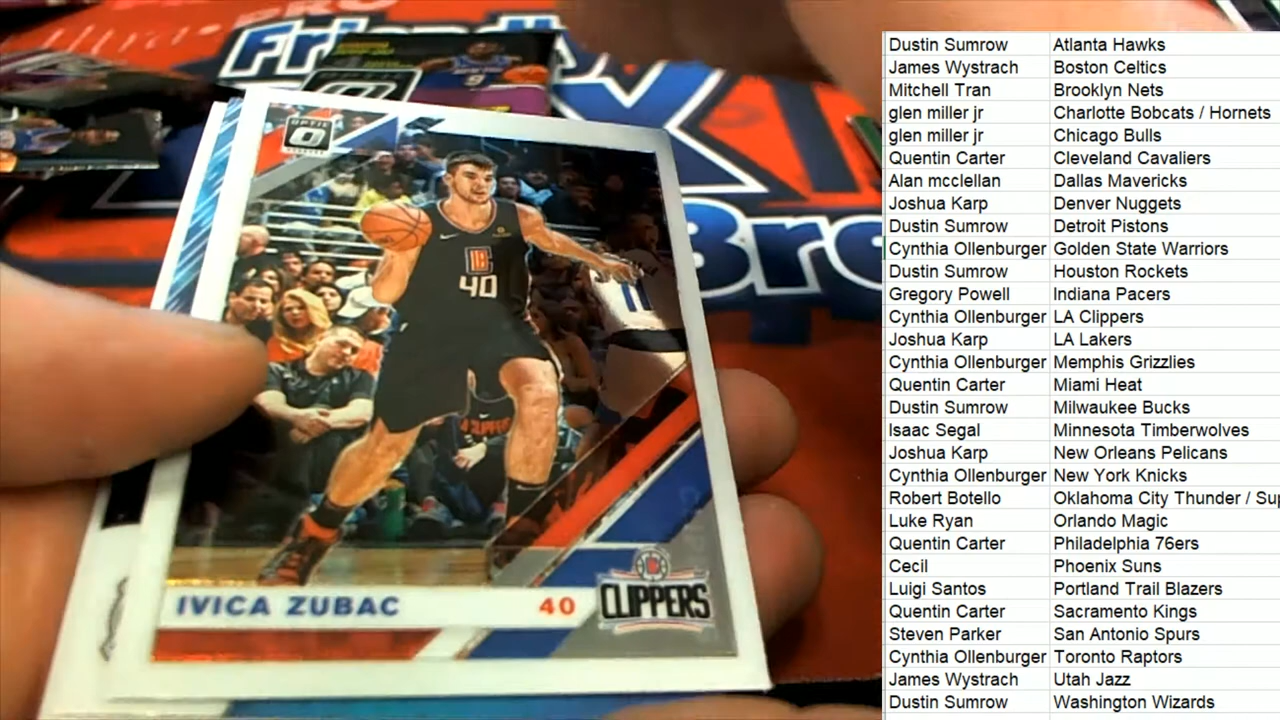 OPTIC
40
11
IVICA ZUBAC 40
CLIPPERS
Dustin Sumrow Atlanta Hawks
James Wystrach Boston Celtics
Mitchell Tran Brooklyn Nets
glen miller jr Charlotte Bobcats / Hornets
glen miller jr Chicago Bulls
Quentin Carter Cleveland Cavaliers
Alan mcclellan Dallas Mavericks
Joshua Karp Denver Nuggets
Dustin Sumrow Detroit Pistons
Cynthia Ollenburger Golden State Warriors
Dustin Sumrow Houston Rockets
Gregory Powell Indiana Pacers
Cynthia Ollenburger LA Clippers
Joshua Karp LA Lakers
Cynthia Ollenburger Memphis Grizzlies
Quentin Carter Miami Heat
Dustin Sumrow Milwaukee Bucks
Isaac Segal Minnesota Timberwolves
Joshua Karp New Orleans Pelicans
Cynthia Ollenburger New York Knicks
Robert Botello Oklahoma City Thunder / Sup
Luke Ryan Orlando Magic
Quentin Carter Philadelphia 76ers
Cecil Phoenix Suns
Luigi Santos Portland Trail Blazers
Quentin Carter Sacramento Kings
Steven Parker San Antonio Spurs
Cynthia Ollenburger Toronto Raptors
James Wystrach Utah Jazz
Dustin Sumrow Washington Wizards